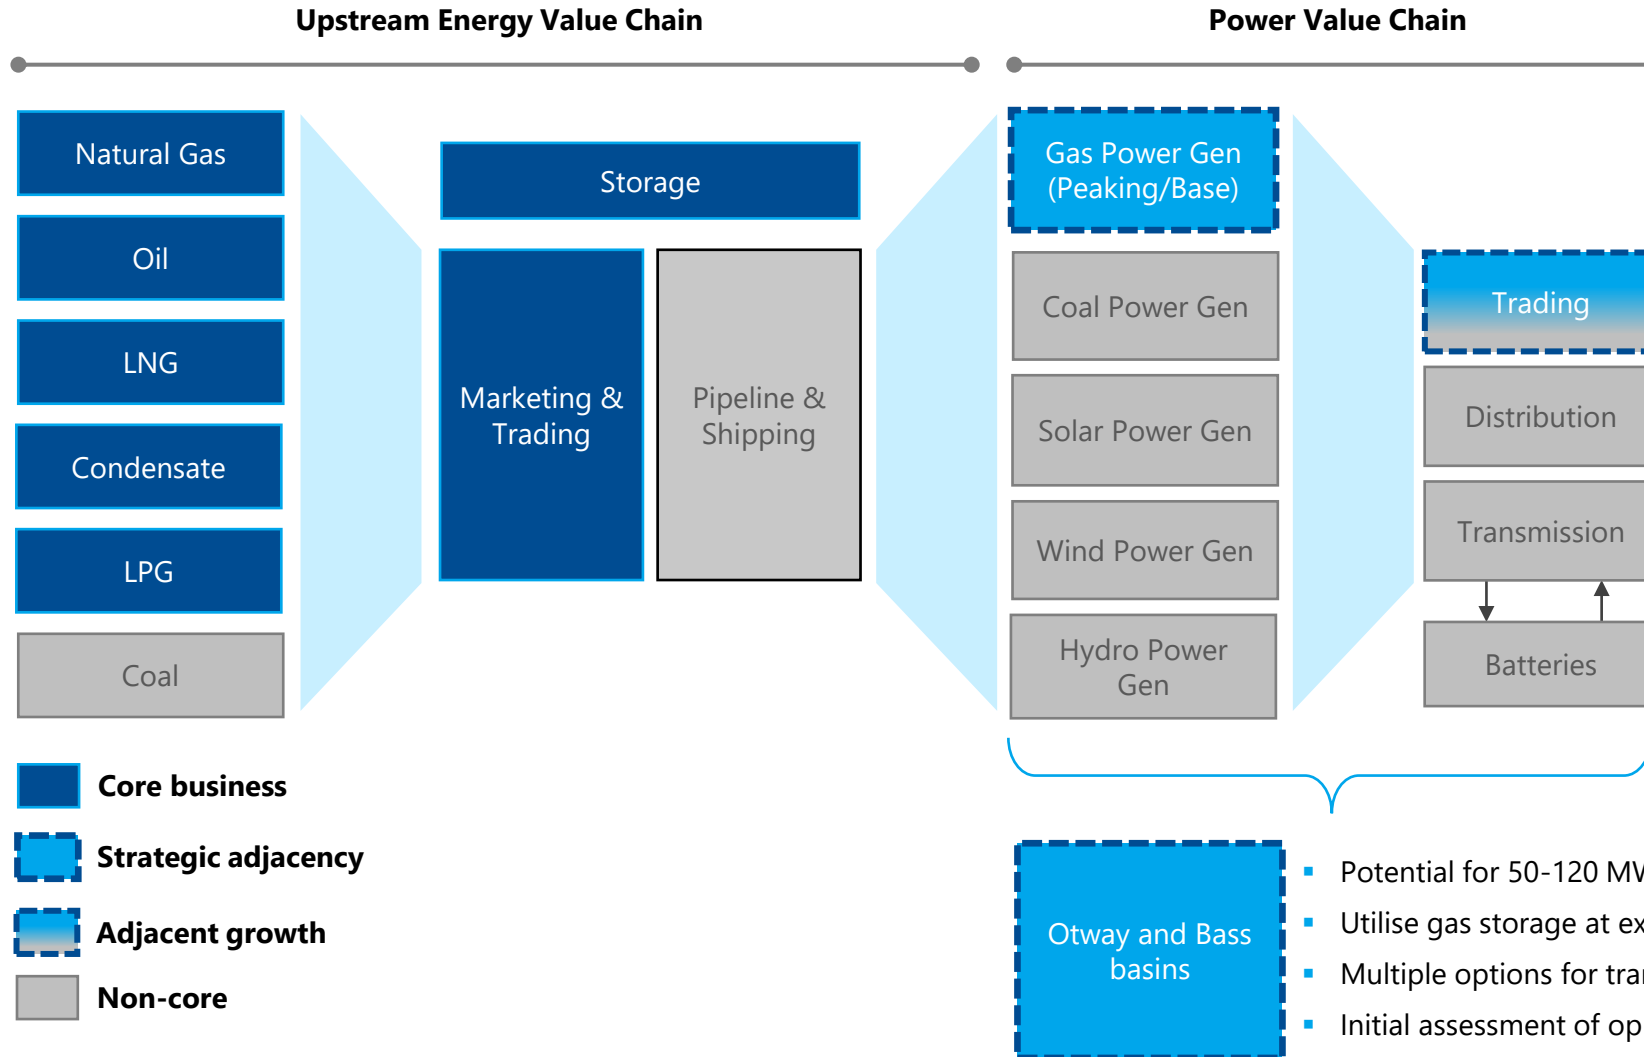 Upstream Energy Value Chain
Power Value Chain
Natural Gas
Oil
LNG
Condensate
LPG
Coal
Storage
Marketing &
Trading
Pipeline &
Shipping
Gas Power Gen
(Peaking/Base)
Coal Power Gen
Solar Power Gen
Wind Power Gen
Hydro Power
Gen
Trading
Distribution
Transmission
Batteries
Core business
Strategic adjacency
Adjacent growth
Non-core
Otway and Bass
basins
Potential for 50-120
Utilise gas storage at
Multiple options for
Initial assessment of